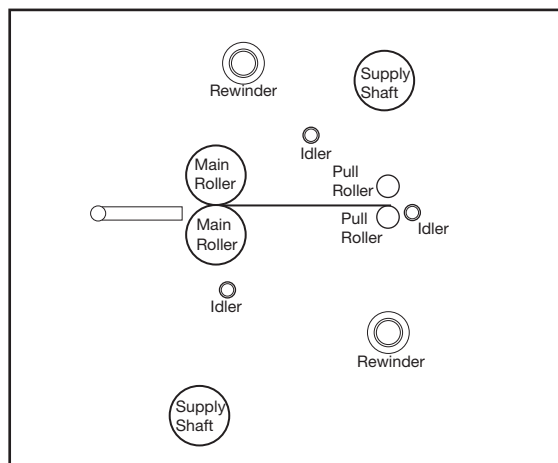 Rewinder
Supply
Shaft
Idler
Main
Roller
Pull
Roller
Main
Roller
Pull
Roller
Idler
Idler
Rewinder
Supply
Shaft